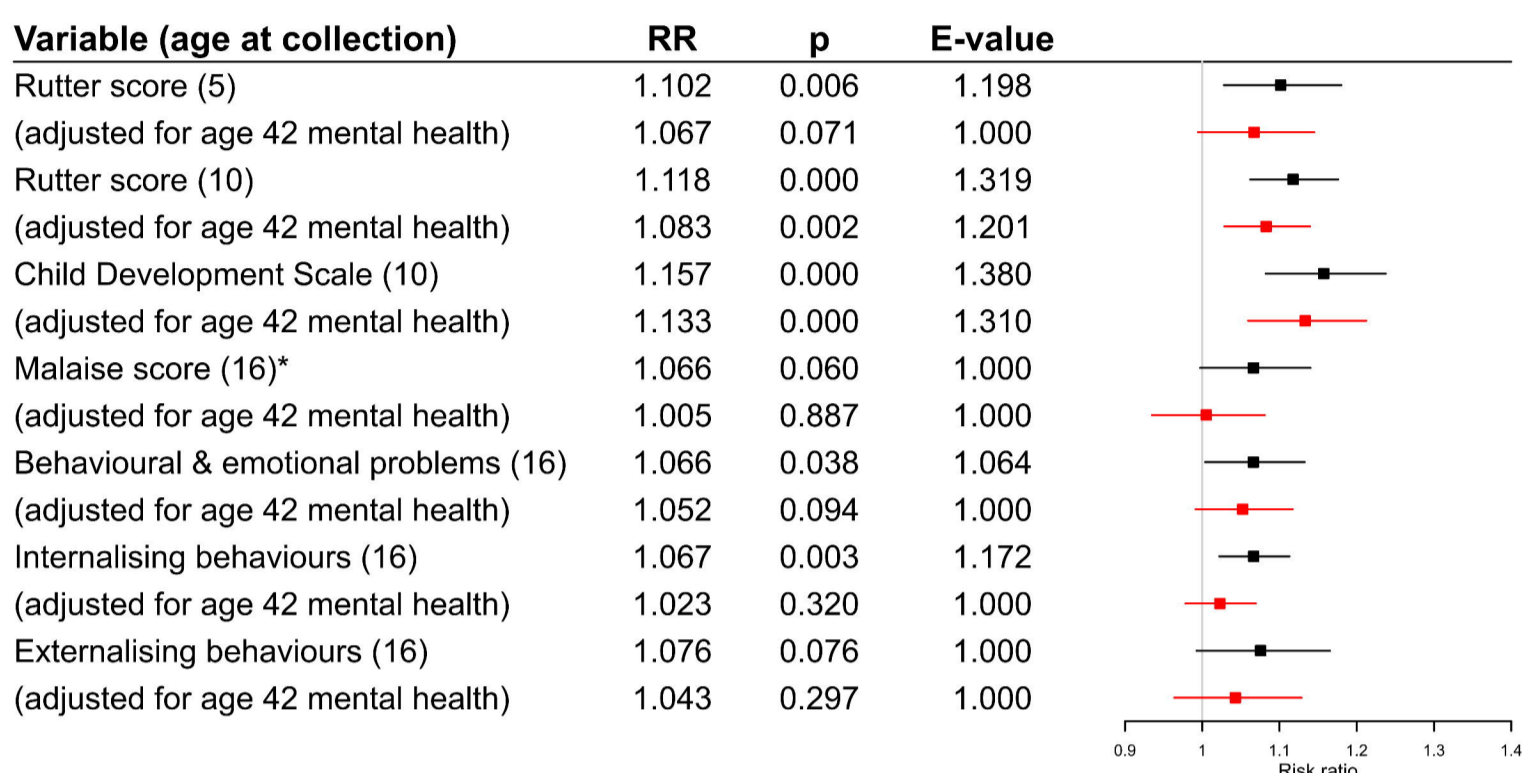 Variable (age at collection) RR p E-value
Rutter score (5) 1.102 0.006 1.198
(adjusted for age 42 mental health) 1.067 0.071 1.000
Rutter score (10) 1.118 0.000 1.319
(adjusted for age 42 mental health) 1.083 0.002 1.201
Child Development Scale (10) 1.157 0.000 1.380
(adjusted for age 42 mental health) 1.133 0.000 1.310
Malaise score (16)* 1.066 0.060 1.000
(adjusted for age 42 mental health) 1.005 0.887 1.000
Behavioural & emotional problems (16) 1.066 0.038 1.064
(adjusted for age 42 mental health) 1.052 0.094 1.000
Internalising behaviours (16) 1.067 0.003 1.172
(adjusted for age 42 mental health) 1.023 0.320 1.000
Externalising behaviours (16) 1.076 0.076 1.000
(adjusted for age 42 mental health) 1.043 0.297 1.000
0.9 1 1.1 1.2 1.3 1.4
Risk ratio